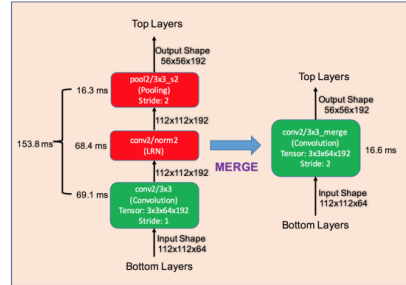 Top Layers
Output Shape
56x56x192
16.3 ms
pool2/3x3_s2
(Pooling)
Stride: 2
112x112x192
153.8 ms
68.4 ms
conv2/norm2
(LRN)
112x112x192
69.1 ms
conv2/3x3
(Convolution)
Tensor: 3x3x64x192
Stride: 1
Input Shape
112x112x64
Bottom Layers
MERGE
Top Layers
Output Shape
56x56x192
conv2/3x3_merge
(Convolution)
Tensor: 3x3x64x192
Stride: 2
16.6 ms
Input Shape
112x112x64
Bottom Layers